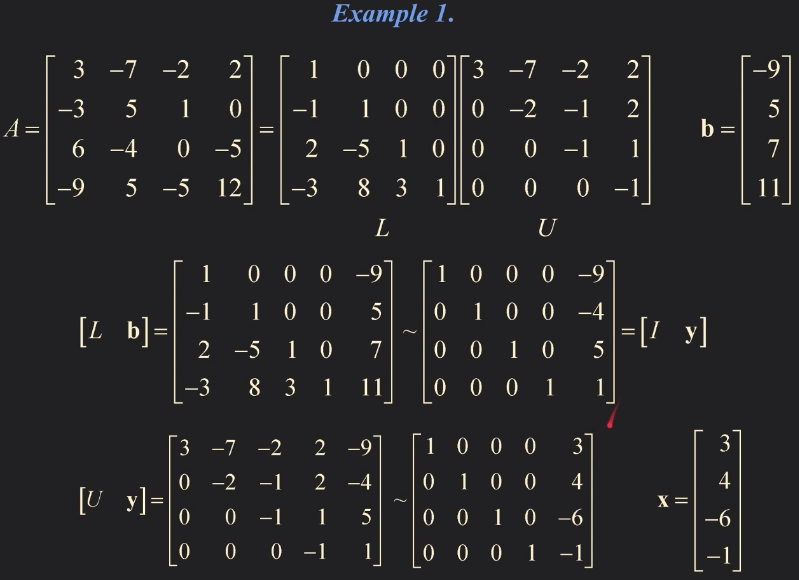 Example 1.
A = [3 –7 –2 2; –3 5 1 0; 6 –4 0 –5; –9 5 –5 12] = [1 0 0 0; –1 1 0 0; 2 –5 1 0; –3 8 3 1] [3 –7 –2 2; 0 –2 –1 2; 0 0 –1 1; 0 0 0 –1] b = [–9; 5; 7; 11]
L U
[L b] = [1 0 0 0 –9; –1 1 0 0 5; 2 –5 1 0 7; –3 8 3 1 11] ~ [1 0 0 0 –9; 0 1 0 0 –4; 0 0 1 0 5; 0 0 0 1 1] = [I y]
[U y] = [3 –7 –2 2 –9; 0 –2 –1 2 –4; 0 0 –1 1 5; 0 0 0 –1 1] ~ [1 0 0 0 3; 0 1 0 0 4; 0 0 1 0 –6; 0 0 0 1 –1] x = [3; 4; –6; –1]